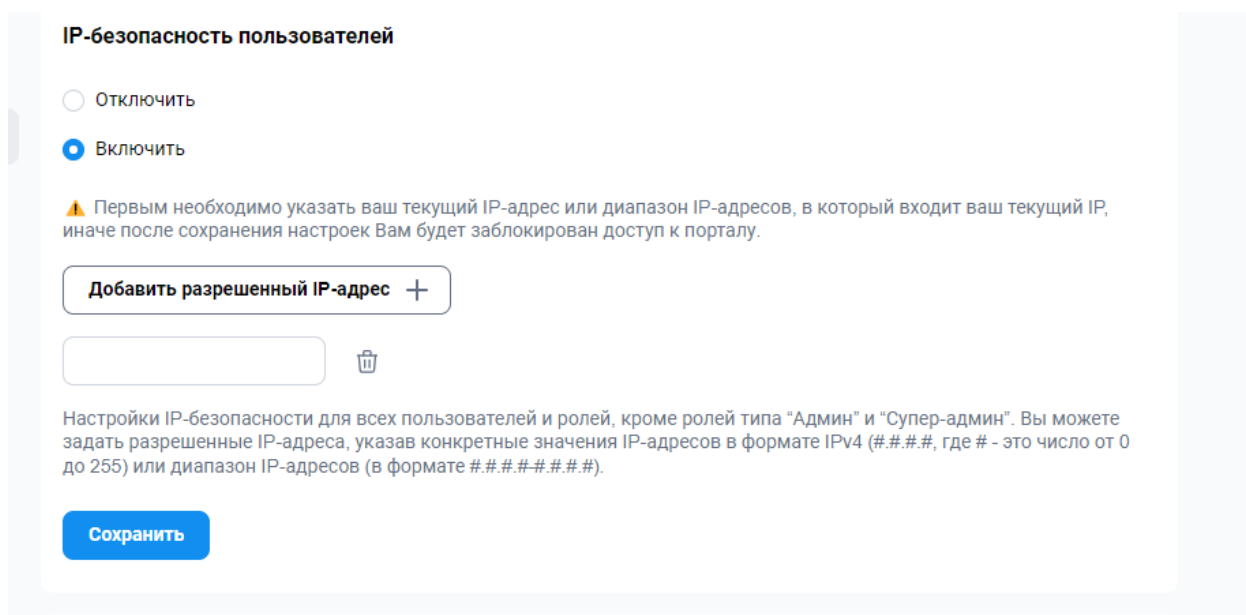 IP-безопасность пользователей
Отключить
Включить
⚠ Первым необходимо указать ваш текущий IP-адрес или диапазон IP-адресов, в который входит ваш текущий IP,
иначе после сохранения настроек Вам будет заблокирован доступ к порталу.
Добавить разрешенный IP-адрес +
Настройки IP-безопасности для всех пользователей и ролей, кроме ролей типа “Админ” и “Супер-админ”. Вы можете
задать разрешенные IP-адреса, указав конкретные значения IP-адресов в формате IPv4 (#.#.#.#, где # - это число от 0
до 255) или диапазон IP-адресов (в формате #.#.#.#-#.#.#.#).
Сохранить